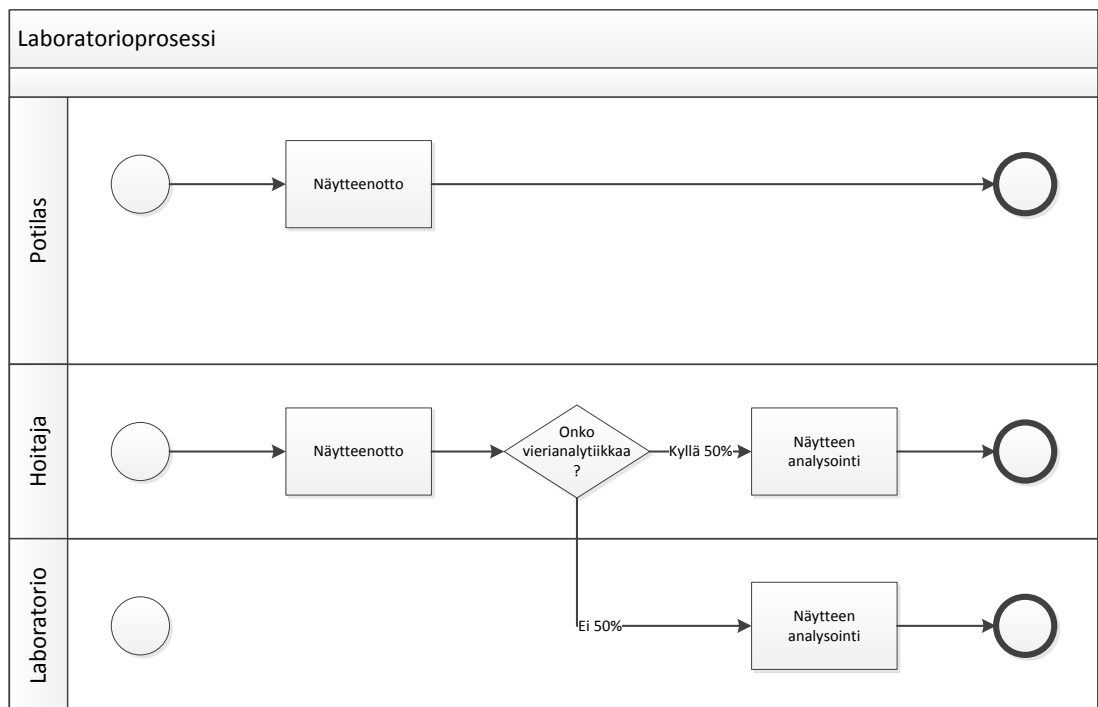 Laboratorioprosessi
Potilas
Näytteenotto
Hoitaja
Näytteenotto
Onko
vierianalytiikkaa
?
Kyllä 50%
Näytteen
analysointi
Laboratorio
Ei 50%
Näytteen
analysointi